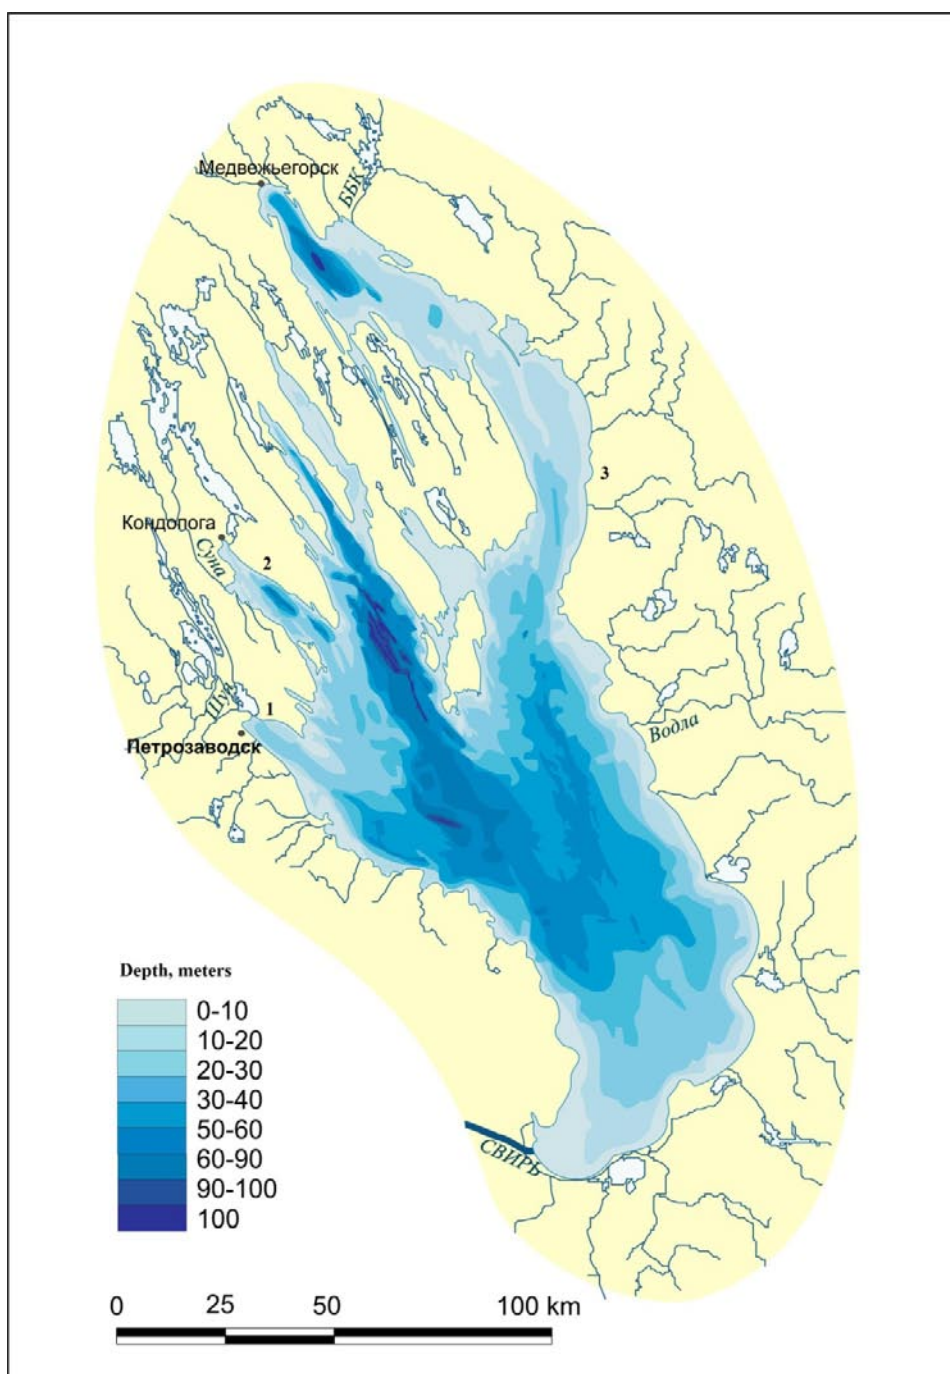 Медвежьегорск
ББК
3
Кондопога
Суна
2
Шуя
1
Водла
Петрозаводск
Depth, meters
0-10
10-20
20-30
30-40
50-60
60-90
90-100
100
СВИРЬ
0 25 50 100 km